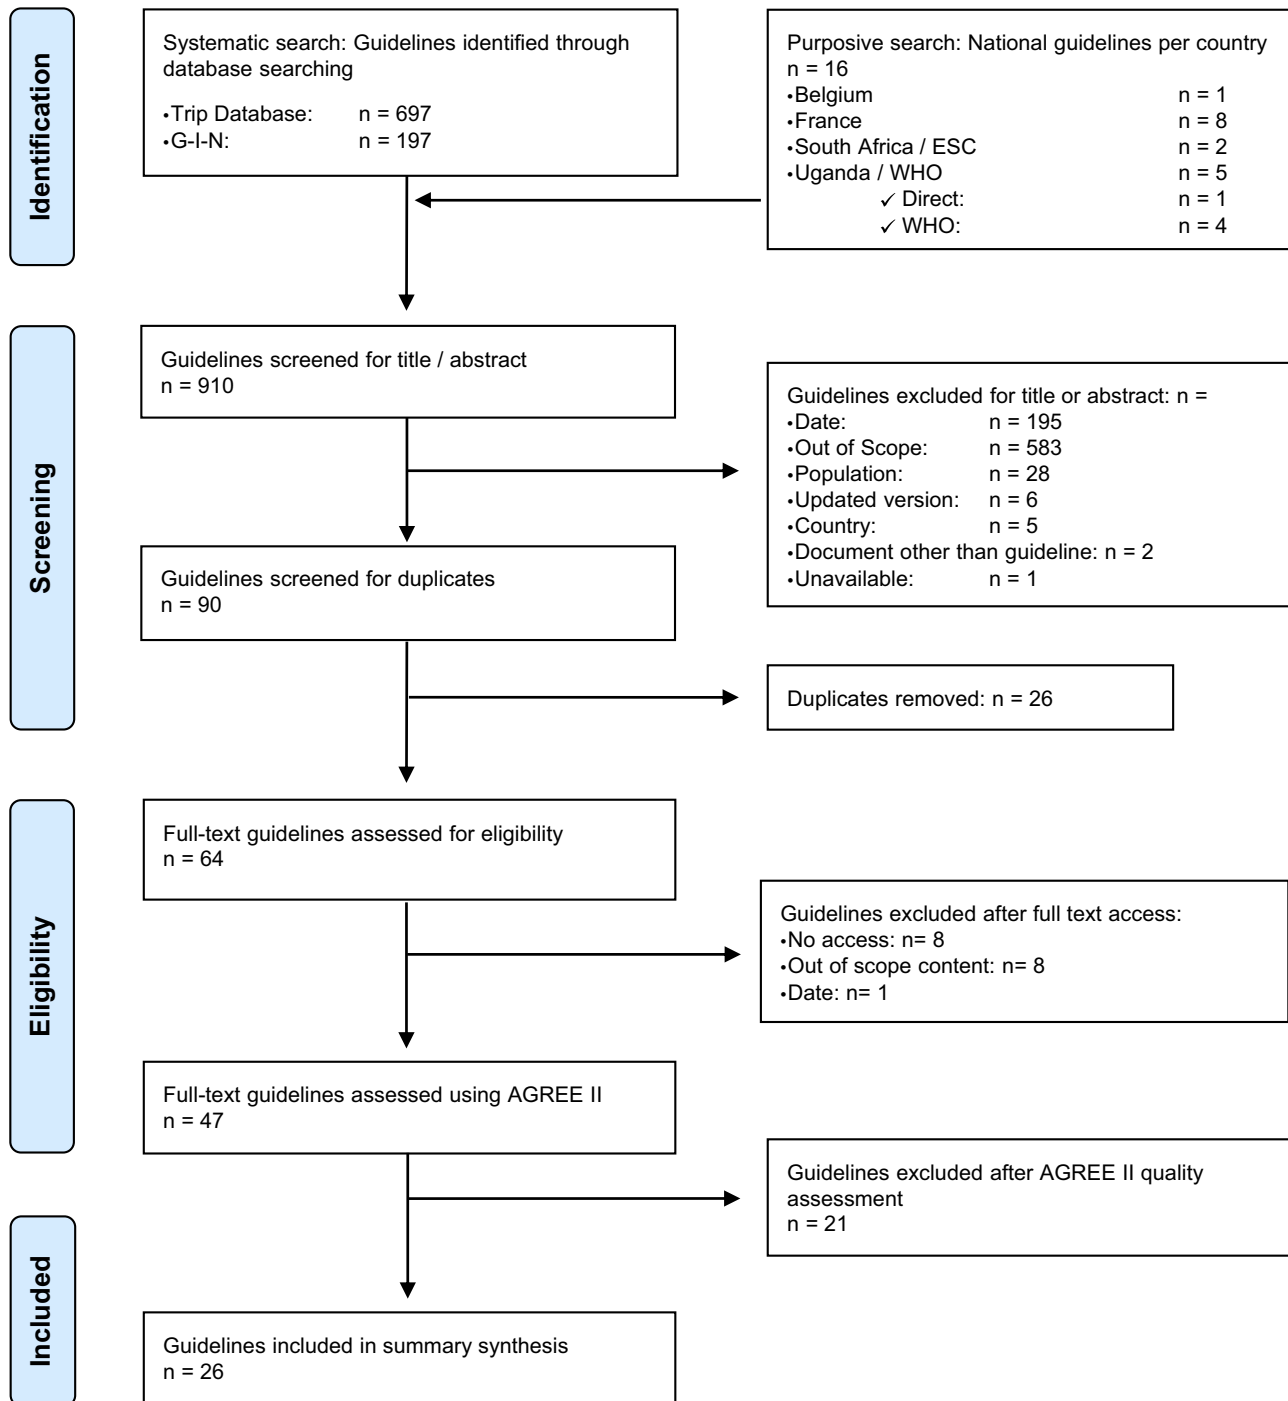 Identification
Systematic search: Guidelines identified through
database searching
•Trip Database: n = 697
•G-I-N: n = 197
Purposive search: National guidelines per country
n = 16
•Belgium n = 1
•France n = 8
•South Africa / ESC n = 2
•Uganda / WHO n = 5
✓ Direct: n = 1
✓ WHO: n = 4
Screening
Guidelines screened for title / abstract
n = 910
Guidelines excluded for title or abstract: n =
•Date: n = 195
•Out of Scope: n = 583
•Population: n = 28
•Updated version: n = 6
•Country: n = 5
•Document other than guideline: n = 2
•Unavailable: n = 1
Guidelines screened for duplicates
n = 90
Duplicates removed: n = 26
Eligibility
Full-text guidelines assessed for eligibility
n = 64
Guidelines excluded after full text access:
•No access: n= 8
•Out of scope content: n= 8
•Date: n= 1
Full-text guidelines assessed using AGREE II
n = 47
Guidelines excluded after AGREE II quality
assessment
n = 21
Included
Guidelines included in summary synthesis
n = 26